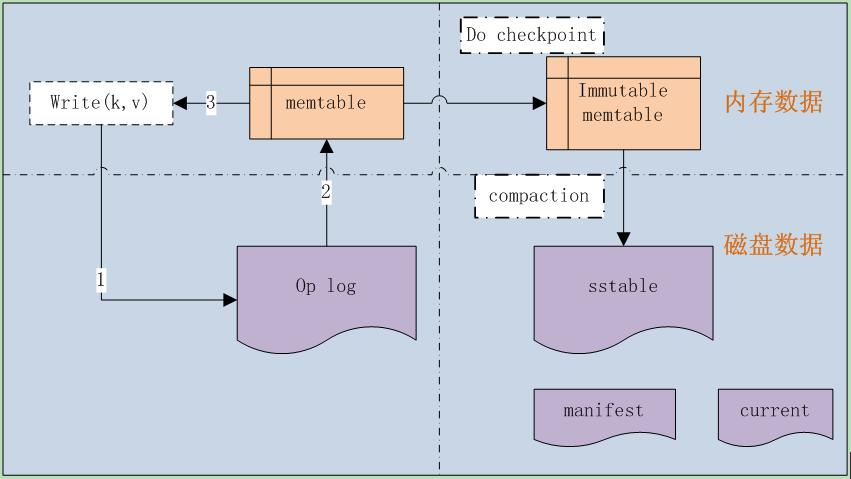 Do checkpoint
Write(k,v)
3
memtable
Immutable
memtable
内存数据
2
compaction
磁盘数据
1
Op log
sstable
manifest
current